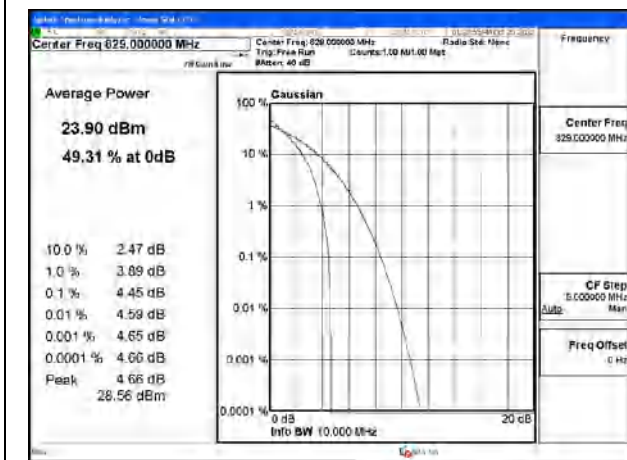 Center Freq 829.000000 MHz
Center Freq: 829.000000 MHz
Radio Std: None
Trig: Free Run
Counts:1.00 M/1.00 Mpt
#Atten: 40 dB
Frequency
Average Power
23.90 dBm
49.31 % at 0dB
10.0 % 2.47 dB
1.0 % 3.89 dB
0.1 % 4.45 dB
0.01 % 4.59 dB
0.001 % 4.65 dB
0.0001 % 4.66 dB
Peak 4.66 dB
28.56 dBm
Gaussian
100 %
10 %
1 %
0.1 %
0.01 %
0.001 %
0.0001 %
0 dB
20 dB
Info BW 10.000 MHz
Center Freq
829.000000 MHz
CF Step
5.000000 MHz
Auto Man
Freq Offset
0 Hz